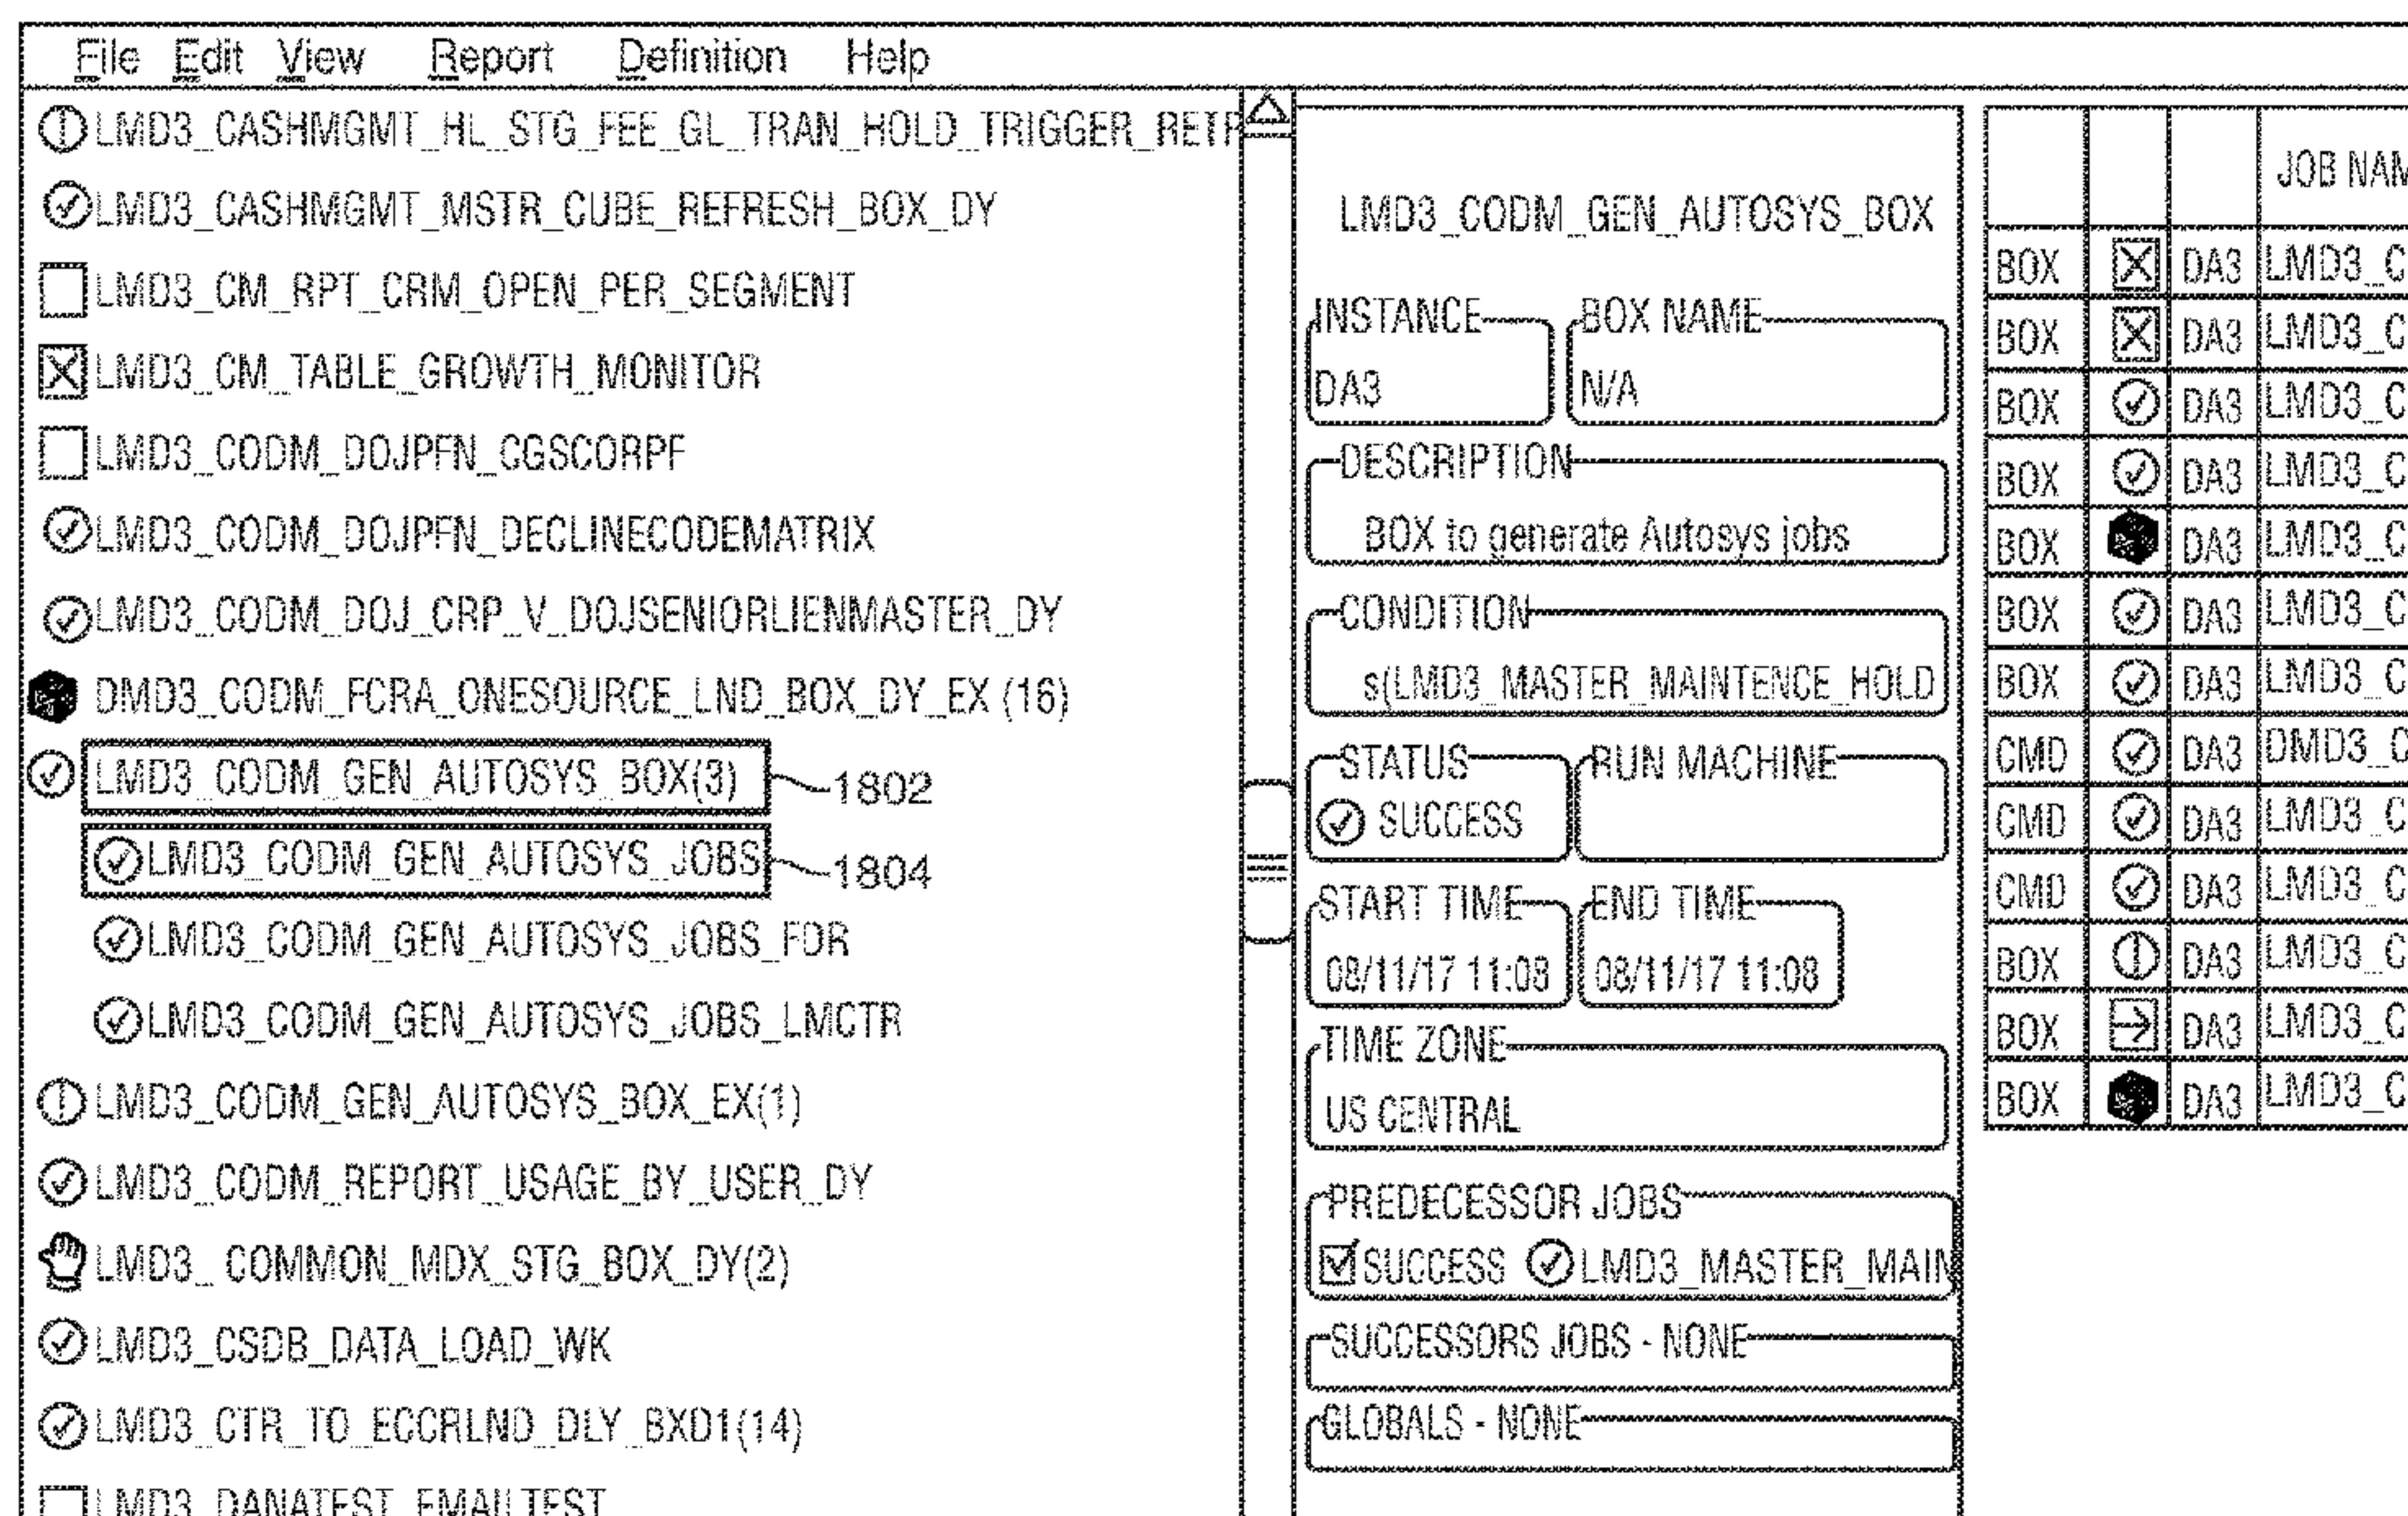 File Edit View Report Definition Help
LMD3_CASHMGMT_HL_STG_FEE_GL_TRAN_HOLD_TRIGGER_RETR
LMD3_CASHMGMT_MSTR_CUBE_REFRESH_BOX_DY
LMD3_CM_RPT_CRM_OPEN_PER_SEGMENT
LMD3_CM_TABLE_GROWTH_MONITOR
LMD3_CODM_DOJPFN_CGSCORPF
LMD3_CODM_DOJPFN_DECLINECODEMATRIX
LMD3_CODM_DOJ_CRP_V_DOJSENIORLIENMASTER_DY
DMD3_CODM_FCRA_ONESOURCE_LND_BOX_DY_EX (16)
LMD3_CODM_GEN_AUTOSYS_BOX(3) 1802
LMD3_CODM_GEN_AUTOSYS_JOBS 1804
LMD3_CODM_GEN_AUTOSYS_JOBS_FDR
LMD3_CODM_GEN_AUTOSYS_JOBS_LMCTR
LMD3_CODM_GEN_AUTOSYS_BOX_EX(1)
LMD3_CODM_REPORT_USAGE_BY_USER_DY
LMD3_ COMMON_MDX_STG_BOX_DY(2)
LMD3_CSDB_DATA_LOAD_WK
LMD3_CTR_TO_ECCRLND_DLY_BXD1(14)
LMD3_DANATEST_EMAILTEST
LMD3_CODM_GEN_AUTOSYS_BOX
INSTANCE BOX NAME
DA3 N/A
DESCRIPTION
BOX to generate Autosys jobs
CONDITION
s(LMD3_MASTER_MAINTENCE_HOLD
STATUS RUN MACHINE
SUCCESS
START TIME END TIME
08/11/17 11:08 08/11/17 11:08
TIME ZONE
US CENTRAL
PREDECESSOR JOBS
SUCCESS LMD3_MASTER_MAIN
SUCCESSORS JOBS - NONE
GLOBALS - NONE
JOB NAM
BOX DA3 LMD3_C
BOX DA3 LMD3_C
BOX DA3 LMD3_C
BOX DA3 LMD3_C
BOX DA3 LMD3_C
BOX DA3 LMD3_C
BOX DA3 LMD3_C
CMD DA3 DMD3_C
CMD DA3 LMD3_C
CMD DA3 LMD3_C
BOX DA3 LMD3_C
BOX DA3 LMD3_C
BOX DA3 LMD3_C